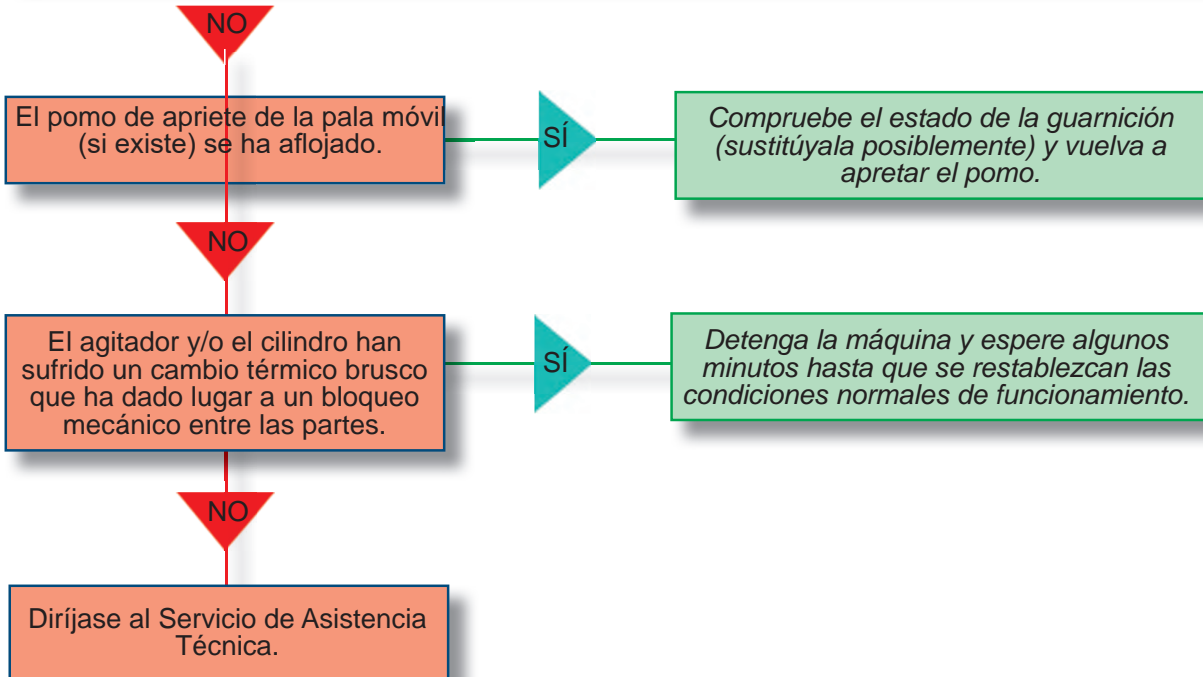 NO
El pomo de apriete de la pala móvil
(si existe) se ha aflojado.
SÍ
Compruebe el estado de la guarnición
(sustitúyala posiblemente) y vuelva a
apretar el pomo.
NO
El agitador y/o el cilindro han
sufrido un cambio térmico brusco
que ha dado lugar a un bloqueo
mecánico entre las partes.
SÍ
Detenga la máquina y espere algunos
minutos hasta que se restablezcan las
condiciones normales de funcionamiento.
NO
Diríjase al Servicio de Asistencia
Técnica.